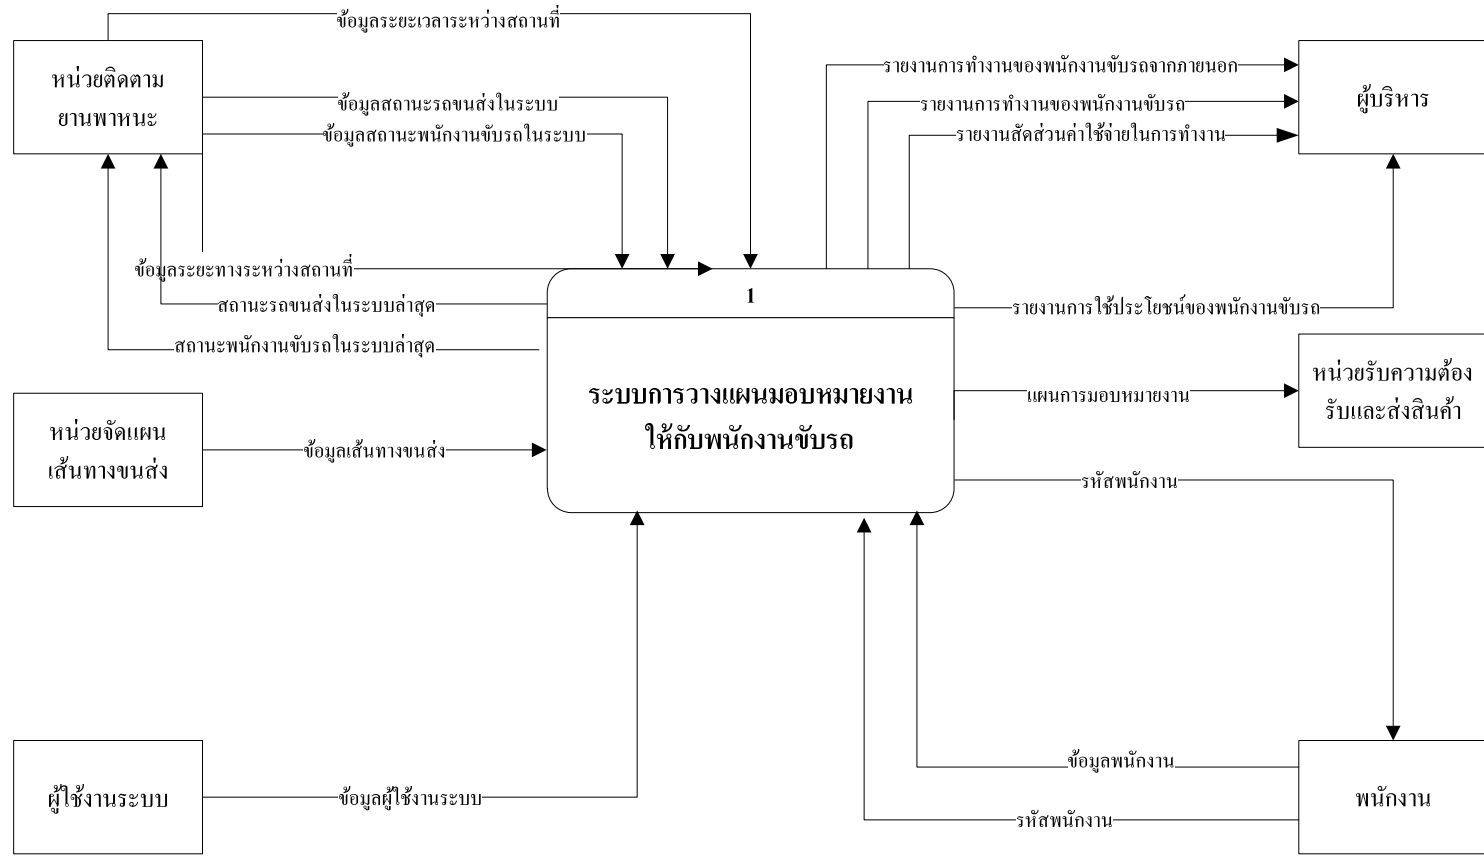 ข้อมูลระยะเวลาระหว่างสถานที่
หน่วยติดตาม
ยานพาหนะ
ข้อมูลสถานะรถขนส่งในระบบ
ข้อมูลสถานะพนักงานขับรถในระบบ
รายงานการทำงานของพนักงานขับรถจากภายนอก
รายงานการทำงานของพนักงานขับรถ
รายงานสัดส่วนค่าใช้จ่ายในการทำงาน
ผู้บริหาร
ข้อมูลระยะทางระหว่างสถานที่
สถานะรถขนส่งในระบบล่าสุด
สถานะพนักงานขับรถในระบบล่าสุด
1
ระบบการวางแผนมอบหมายงาน
ให้กับพนักงานขับรถ
รายงานการใช้ประโยชน์ของพนักงานขับรถ
แผนการมอบหมายงาน
หน่วยรับความต้อง
รับและส่งสินค้า
หน่วยจัดแผน
เส้นทางขนส่ง
ข้อมูลเส้นทางขนส่ง
รหัสพนักงาน
ผู้ใช้งานระบบ
ข้อมูลผู้ใช้งานระบบ
ข้อมูลพนักงาน
รหัสพนักงาน
พนักงาน